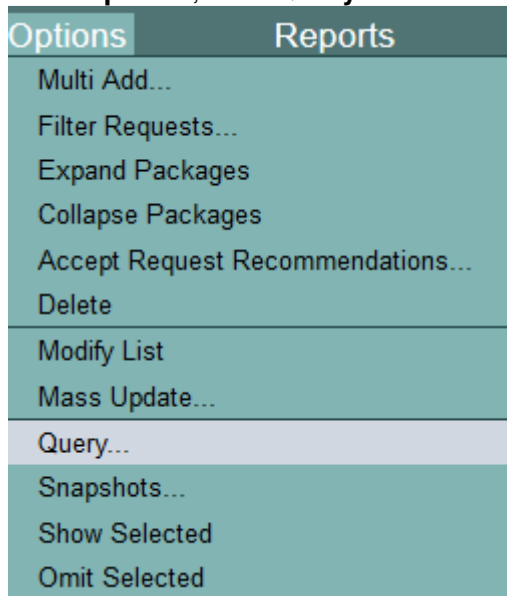 Options Reports
Multi Add...
Filter Requests...
Expand Packages
Collapse Packages
Accept Request Recommendations...
Delete
Modify List
Mass Update...
Query...
Snapshots...
Show Selected
Omit Selected